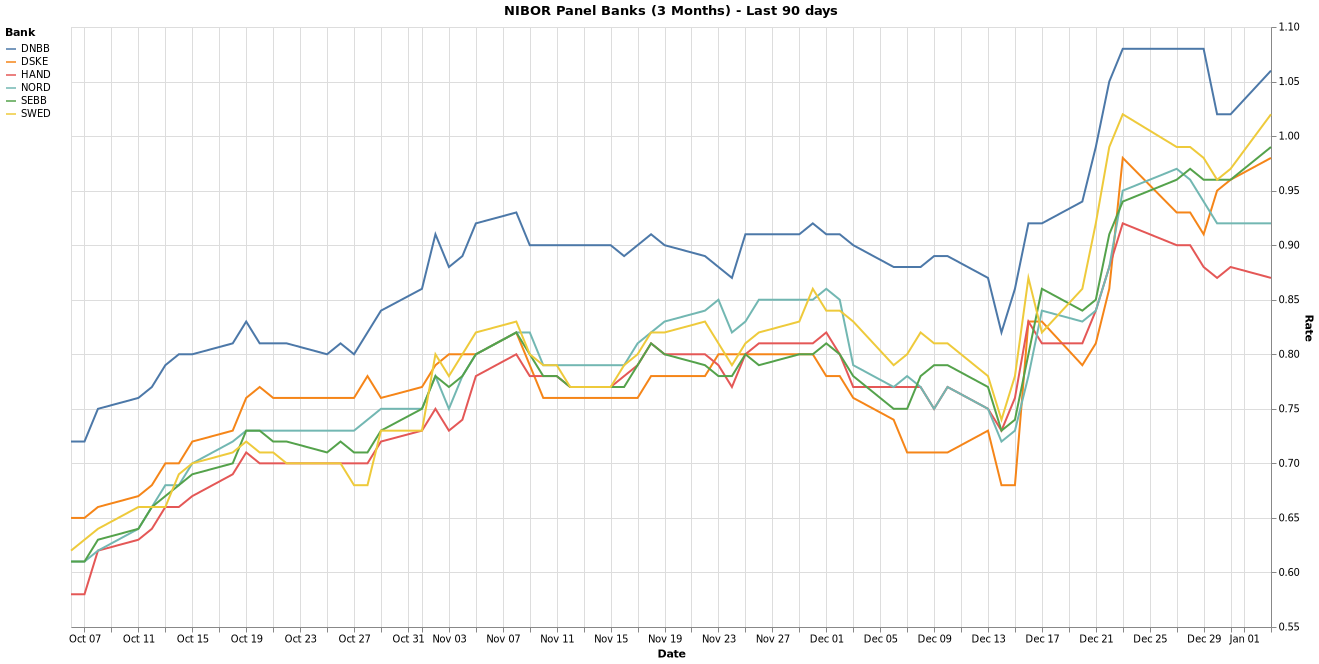 NIBOR Panel Banks (3 Months) - Last 90 days
Bank
DNBB
DSKE
HAND
NORD
SEBB
SWED
1.10
1.05
1.00
0.95
0.90
0.85
0.80
0.75
0.70
0.65
0.60
0.55
Rate
Oct 07 Oct 11 Oct 15 Oct 19 Oct 23 Oct 27 Oct 31 Nov 03 Nov 07 Nov 11 Nov 15 Nov 19 Nov 23 Nov 27 Dec 01 Dec 05 Dec 09 Dec 13 Dec 17 Dec 21 Dec 25 Dec 29 Jan 01
Date